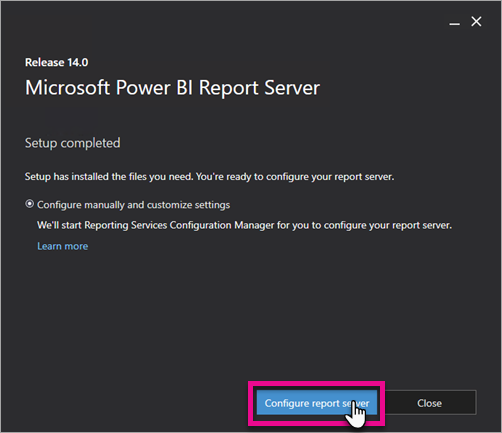 Release 14.0
Microsoft Power BI Report Server
Setup completed
Setup has installed the files you need. You're ready to configure your report server.
Configure manually and customize settings
We'll start Reporting Services Configuration Manager for you to configure your report server.
Learn more
Configure report server
Close